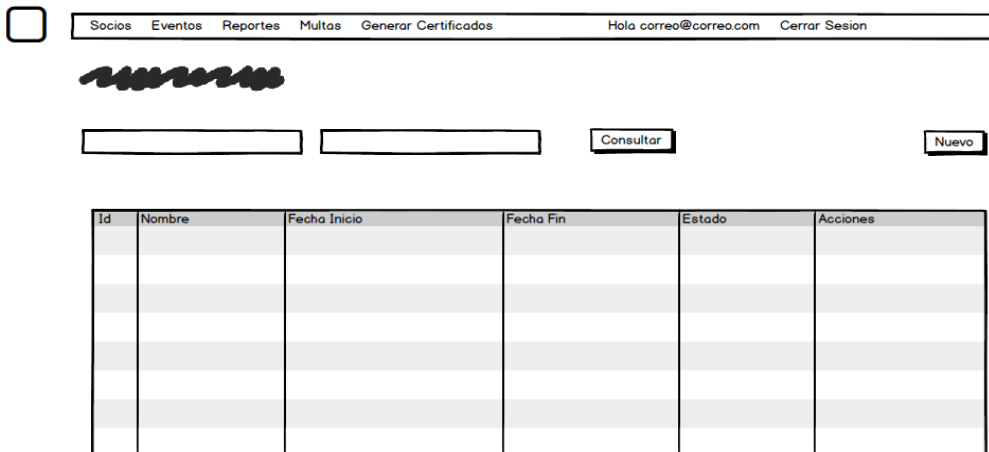 Socios Eventos Reportes Multas Generar Certificados Hola correo@correo.com Cerrar Sesion
Consultar Nuevo
Id Nombre Fecha Inicio Fecha Fin Estado Acciones